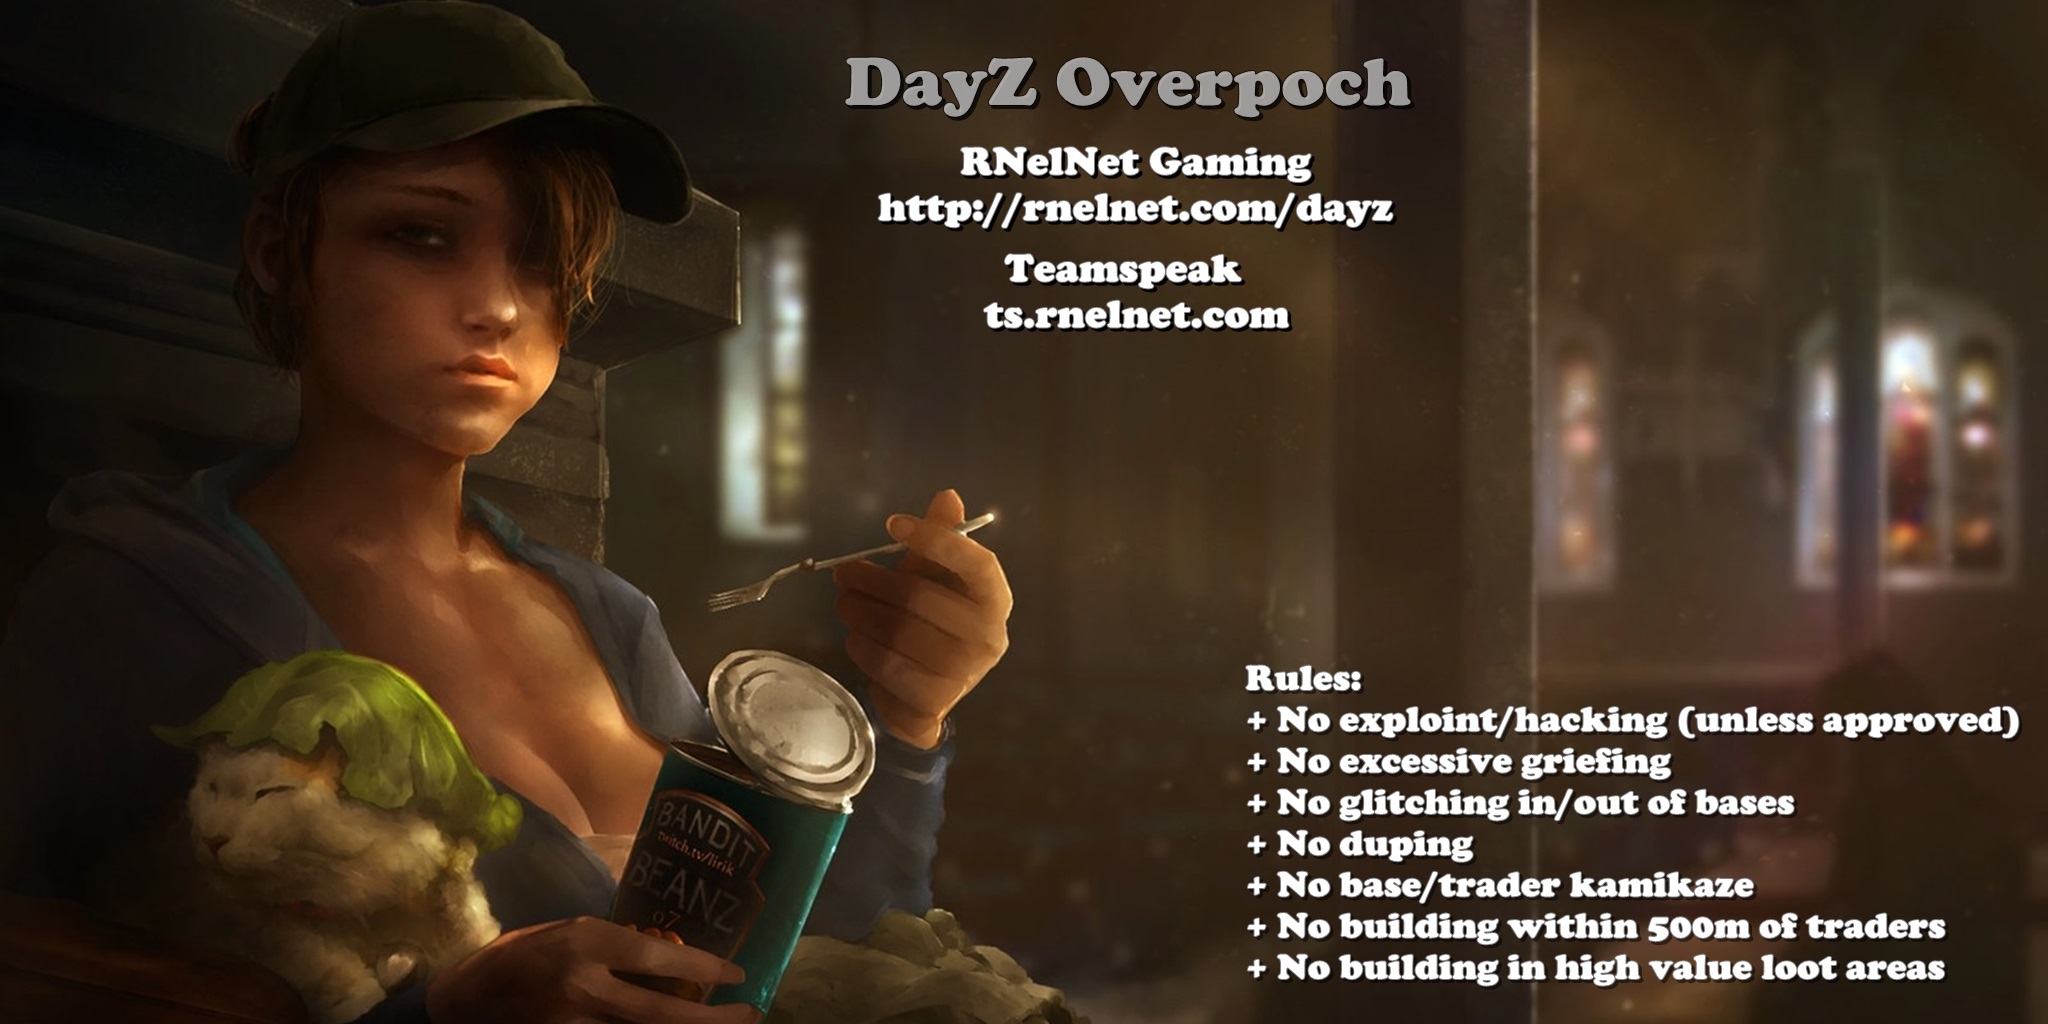 DayZ Overpoch
RNelNet Gaming
http://rnelnet.com/dayz
Teamspeak
ts.rnelnet.com
BANDIT
twitch.tv/lirik
BEANZ
07
Rules:
+ No exploint/hacking (unless approved)
+ No excessive griefing
+ No glitching in/out of bases
+ No duping
+ No base/trader kamikaze
+ No building within 500m of traders
+ No building in high value loot areas